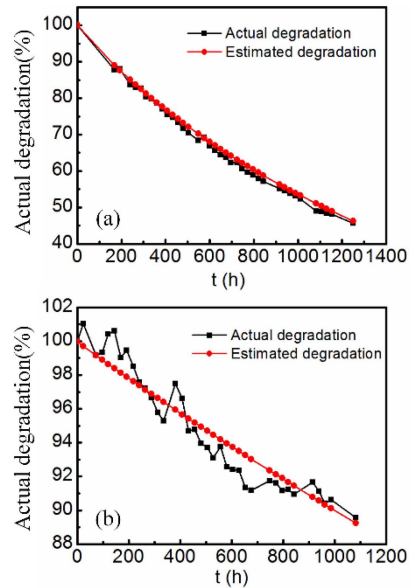 100
90
80
70
60
50
40
Actual degradation(%)
Actual degradation
Estimated degradation
(a)
0 200 400 600 800 1000 1200 1400
t (h)
102
100
98
96
94
92
90
88
Actual degradation(%)
Actual degradation
Estimated degradation
(b)
0 200 400 600 800 1000 1200
t (h)